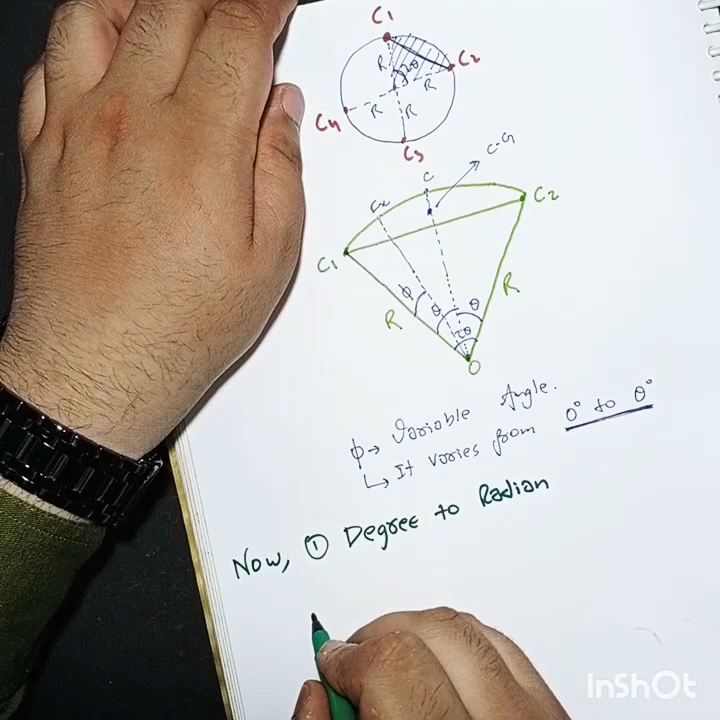 C1
C2
R
2θ
R
R
R
C4
C3
C-G
C
Cx
C2
C1
φ
θ
θ
R
R
2θ
O
φ→ Variable Angle.
↳ It varies from 0° to θ°
Now, ① Degree to Radian
InShOt